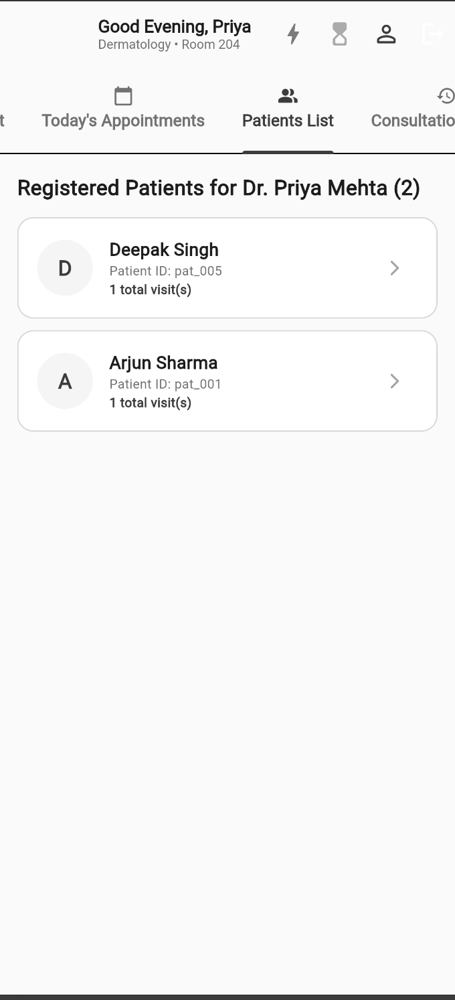 Good Evening, Priya
Dermatology • Room 204
t
Today's Appointments
Patients List
Consultatio
Registered Patients for Dr. Priya Mehta (2)
D
Deepak Singh
Patient ID: pat_005
1 total visit(s)
A
Arjun Sharma
Patient ID: pat_001
1 total visit(s)